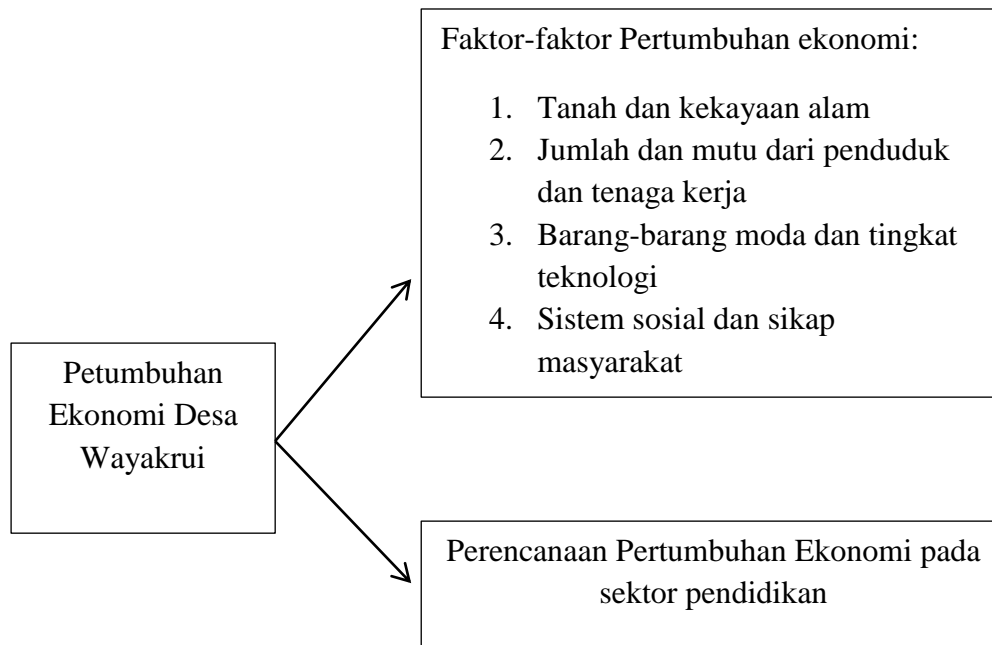 Faktor-faktor Pertumbuhan ekonomi:
1. Tanah dan kekayaan alam
2. Jumlah dan mutu dari penduduk
dan tenaga kerja
3. Barang-barang moda dan tingkat
teknologi
4. Sistem sosial dan sikap
masyarakat
Petumbuhan
Ekonomi Desa
Wayakrui
Perencanaan Pertumbuhan Ekonomi pada
sektor pendidikan